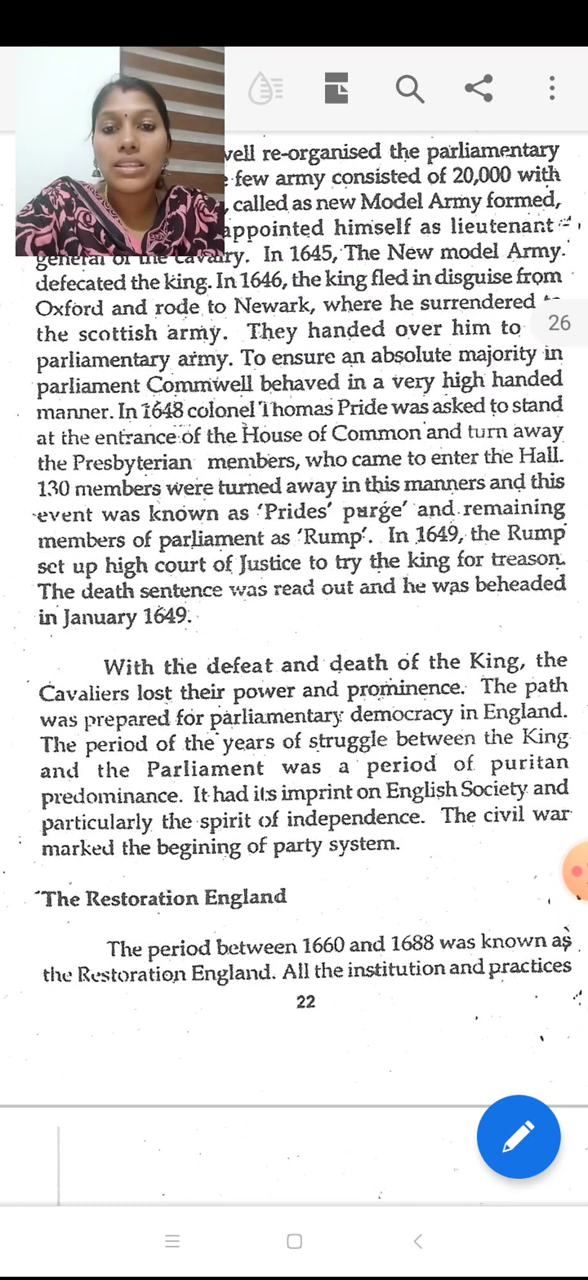 vell re-organised the parliamentary
few army consisted of 20,000 with
, called as new Model Army formed,
appointed himself as lieutenant
general of the cavalry. In 1645, The New model Army.
defecated the king. In 1646, the king fled in disguise from
Oxford and rode to Newark, where he surrendered
the scottish army. They handed over him to
26
parliamentary army. To ensure an absolute majority in
parliament Commwell behaved in a very high handed
manner. In 1648 colonel Thomas Pride was asked to stand
at the entrance of the House of Common and turn away
the Presbyterian members, who came to enter the Hall.
130 members were turned away in this manners and this
event was known as ‘Prides’ purge’ and remaining
members of parliament as ‘Rump’. In 1649, the Rump
set up high court of Justice to try the king for treason.
The death sentence was read out and he was beheaded
in January 1649.
With the defeat and death of the King, the
Cavaliers lost their power and prominence. The path
was prepared for parliamentary democracy in England.
The period of the years of struggle between the King
and the Parliament was a period of puritan
predominance. It had its imprint on English Society and
particularly the spirit of independence. The civil war
marked the begining of party system.
The Restoration England
The period between 1660 and 1688 was known as
the Restoration England. All the institution and practices
22